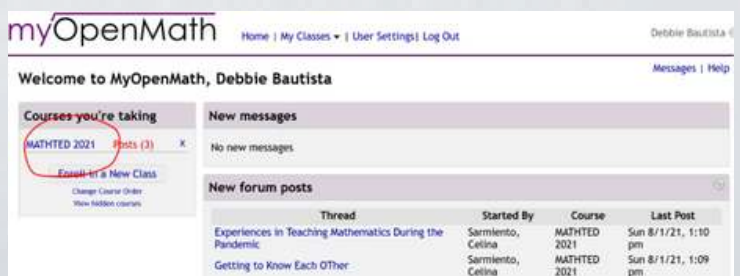 myOpenMath
Home | My Classes | User Settings | Log Out
Debbie Bautista
Messages | Help
Welcome to MyOpenMath, Debbie Bautista
Courses you're taking
MATHTED 2021 Posts (3) x
Enroll in a New Class
Change Course Order
View hidden courses
New messages
No new messages
New forum posts
Thread Started By Course Last Post
Experiences in Teaching Mathematics During the Pandemic Sarmiento, Celina MATHTED 2021 Sun 8/1/21, 1:10 pm
Getting to Know Each OTher Sarmiento, Celina MATHTED 2021 Sun 8/1/21, 1:09 pm